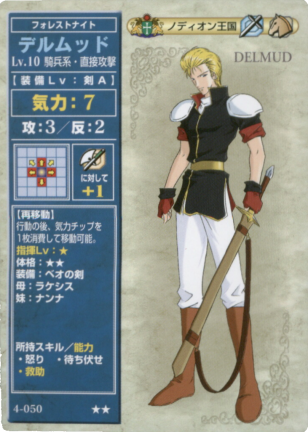 フォレストナイト
デルムッド
Lv.10 騎兵系・直接攻撃
【装備Lv：剣A】
気力：7
攻：3／反：2
に対して
+1
【再移動】
行動の後、気力チップを
1枚消費して移動可能。
指揮Lv：★
体格：★★
装備：ベオの剣
母：ラケシス
妹：ナンナ
所持スキル／能力
・怒り ・待ち伏せ
・救助
4-050 ★★
ノディオン王国
DELMUD